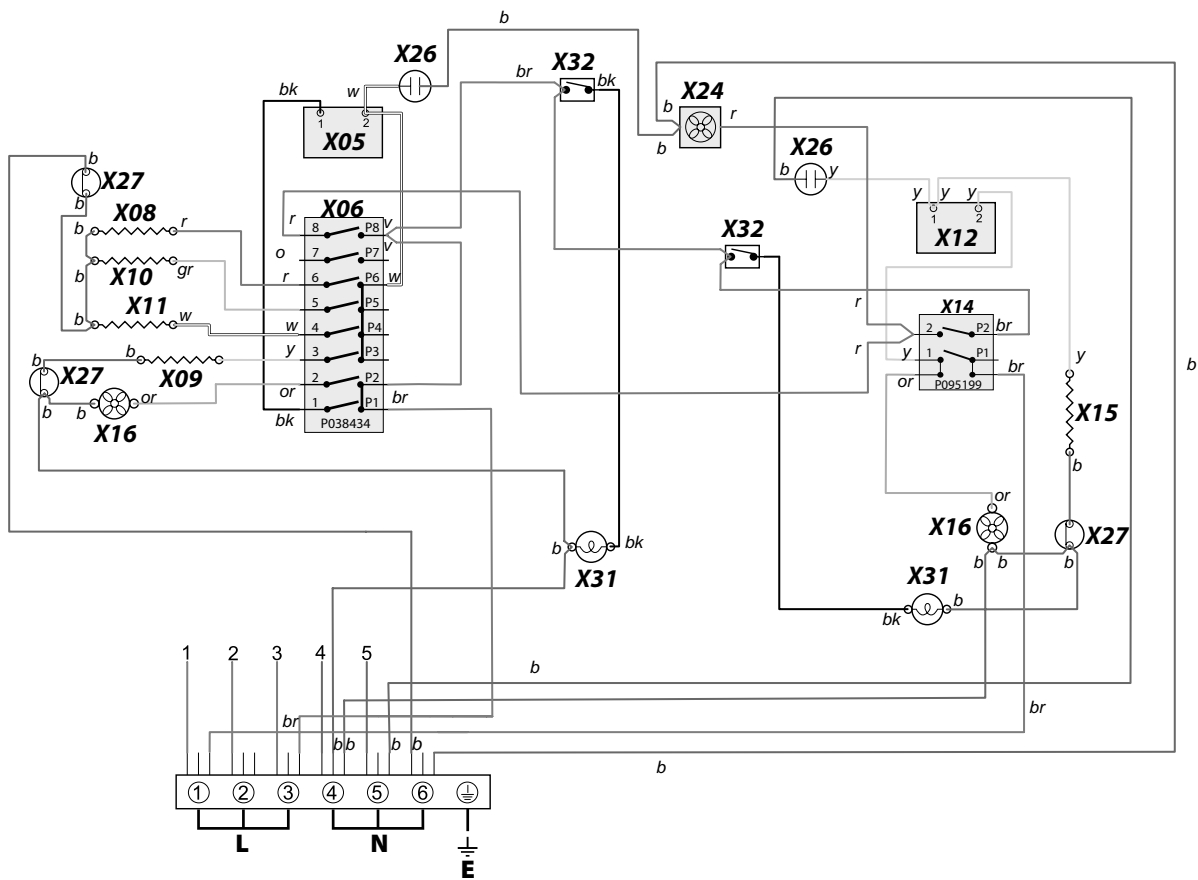 b
X26
X32
br
bk
w
bk
X24
b
r
1
2
X05
b
X26
b
y
b
X27
b
y
y
y
1
2
X12
X06
X08
r
b
r
8
P8
v
v
X32
o
7
P7
X10
gr
b
r
6
P6
w
X11
5
P5
b
w
w
4
P4
r
X14
2
P2
br
y
3
P3
b
b
X09
r
y
1
P1
br
b
X27
or
or
2
P2
or
P095199
y
b
b
X16
bk
1
P1
br
P038434
X15
b
or
X16
X27
b
bk
X31
b
b
b
X31
b
bk
1
2
3
4
5
b
br
br
b
b
b
b
b
1
2
3
4
5
6
L
N
E